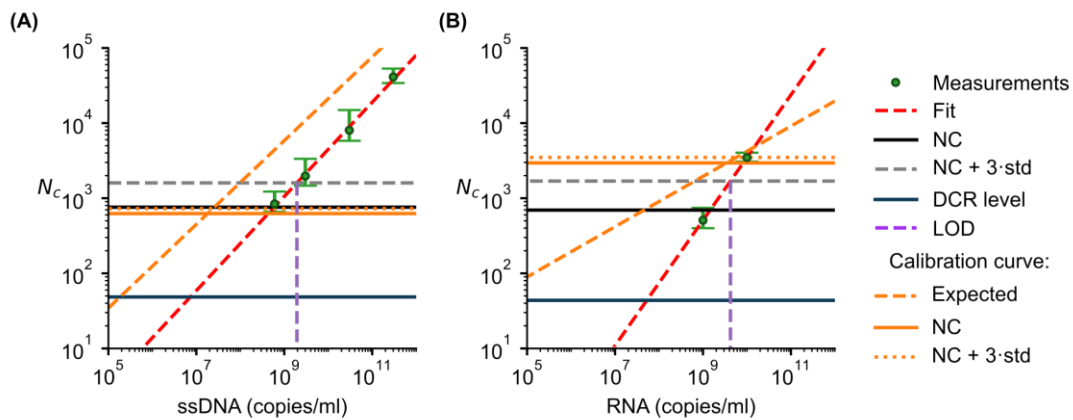 (A)
10^5
10^4
N_c 10^3
10^2
10^1
10^5 10^7 10^9 10^11
ssDNA (copies/ml)
(B)
10^5
10^4
N_c 10^3
10^2
10^1
10^5 10^7 10^9 10^11
RNA (copies/ml)
Measurements
Fit
NC
NC + 3·std
DCR level
LOD
Calibration curve:
Expected
NC
NC + 3·std